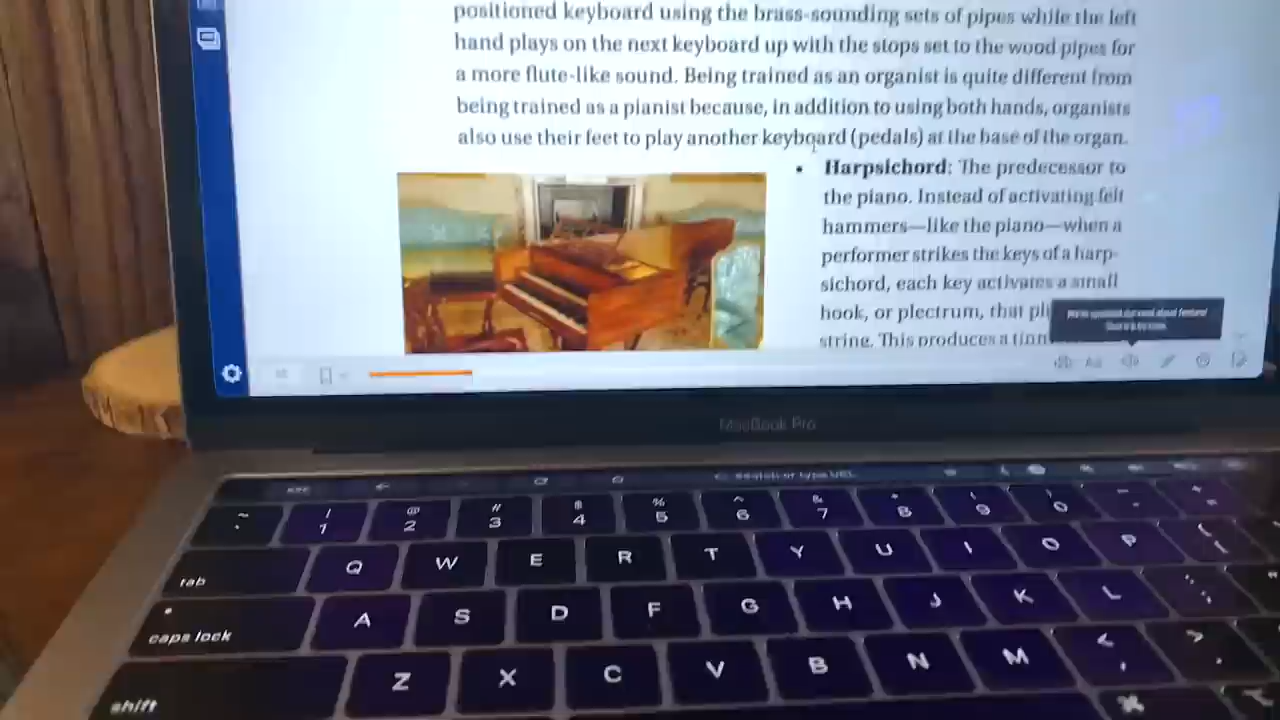 positioned keyboard using the brass-sounding sets of pipes while the left
hand plays on the next keyboard up with the stops set to the wood pipes for
a more flute-like sound. Being trained as an organist is quite different from
being trained as a pianist because, in addition to using both hands, organists
also use their feet to play another keyboard (pedals) at the base of the organ.
• Harpsichord: The predecessor to
the piano. Instead of activating felt
hammers—like the piano—when a
performer strikes the keys of a harp-
sichord, each key activates a small
hook, or plectrum, that
string. This produces a
Aa
MacBook Pro
esc
Search or type URL
~ ! @ # $ % ^ & * ( ) _ +
` 1 2 3 4 5 6 7 8 9 0 - =
tab Q W E R T Y U I O P { [
caps lock A S D F G H J K L : ;
shift Z X C V B N M < , > .
⌘